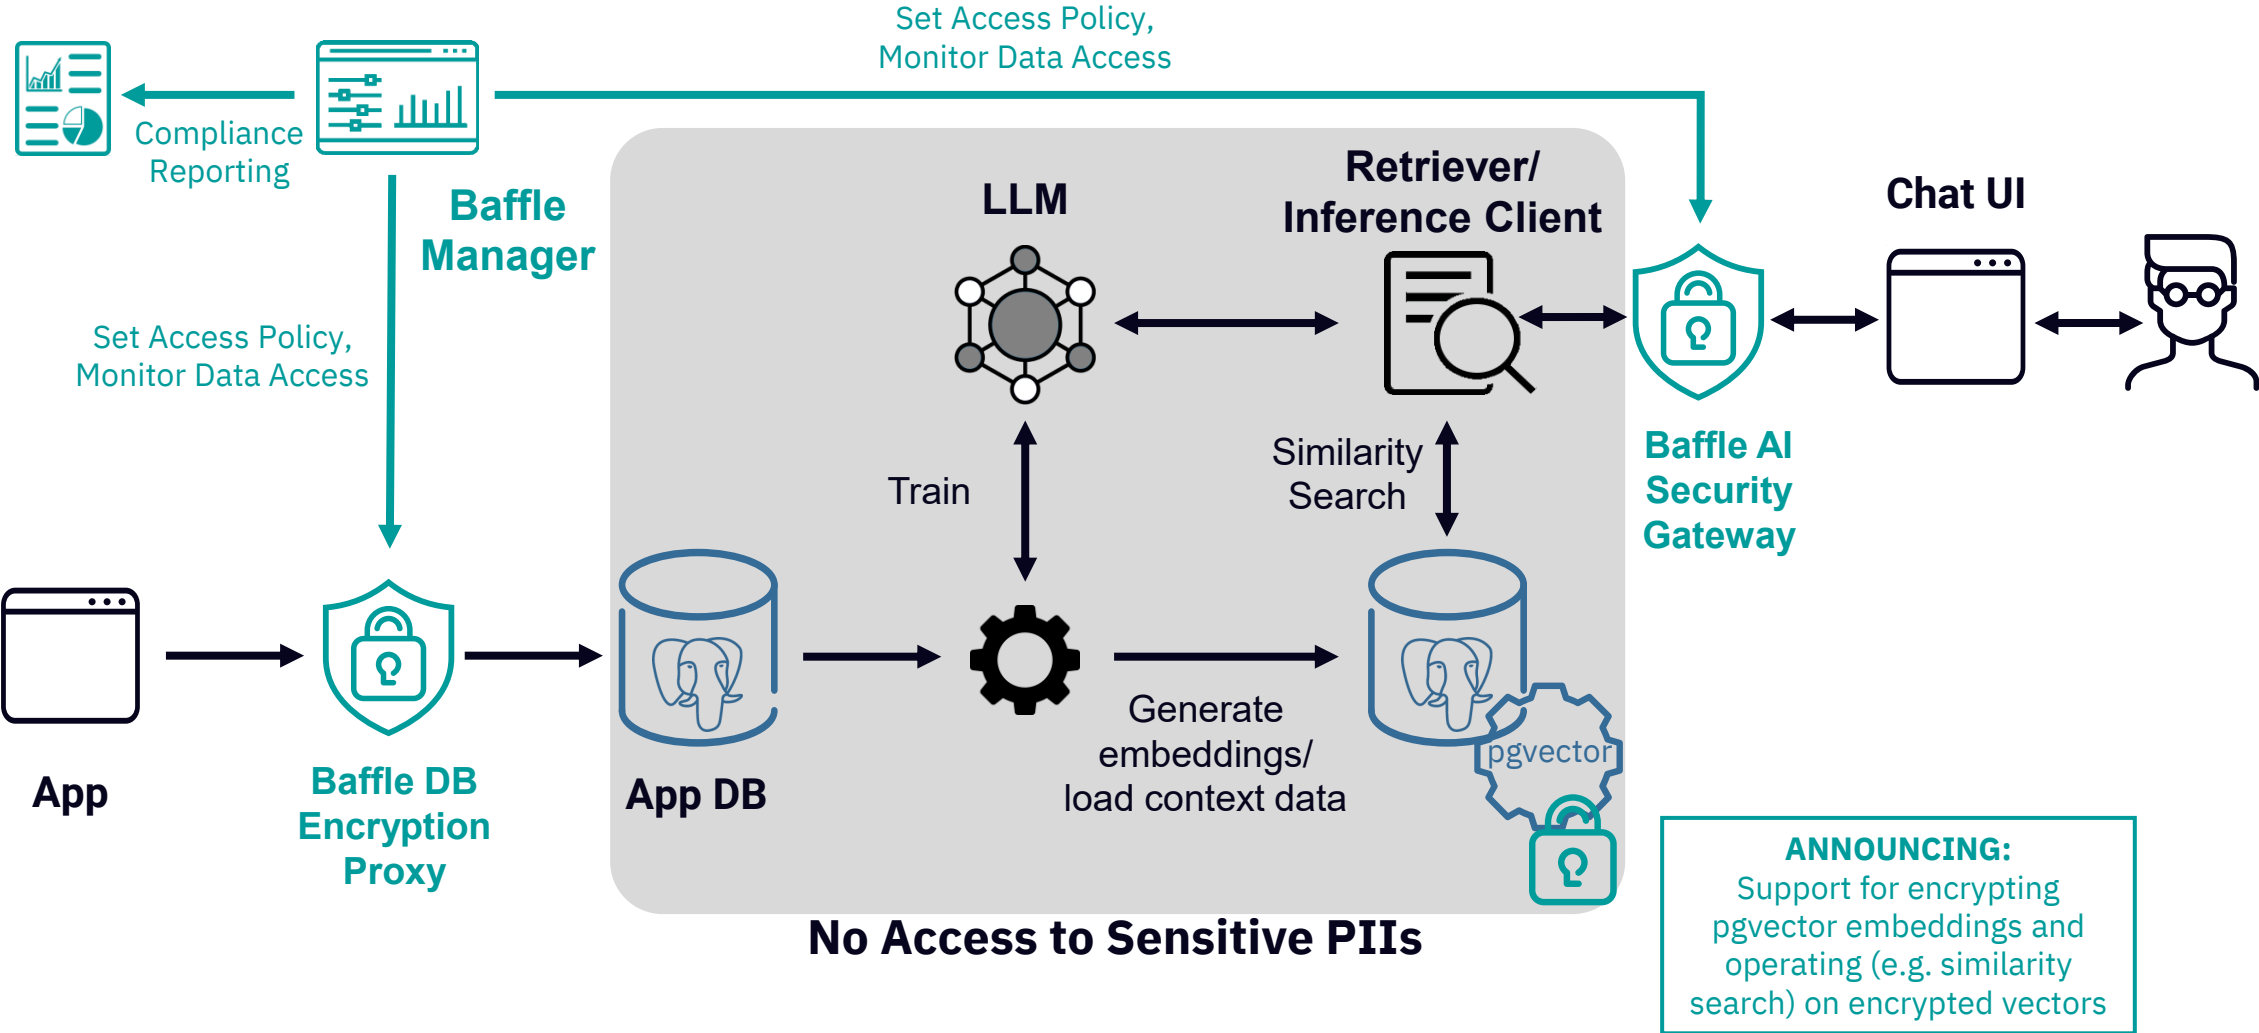 Set Access Policy,
Monitor Data Access
Compliance
Reporting
Baffle
Manager
Set Access Policy,
Monitor Data Access
LLM
Retriever/
Inference Client
Chat UI
Train
Similarity
Search
Baffle AI
Security
Gateway
App
Baffle DB
Encryption
Proxy
App DB
Generate
embeddings/
load context data
pgvector
No Access to Sensitive PIIs
ANNOUNCING:
Support for encrypting
pgvector embeddings and
operating (e.g. similarity
search) on encrypted vectors